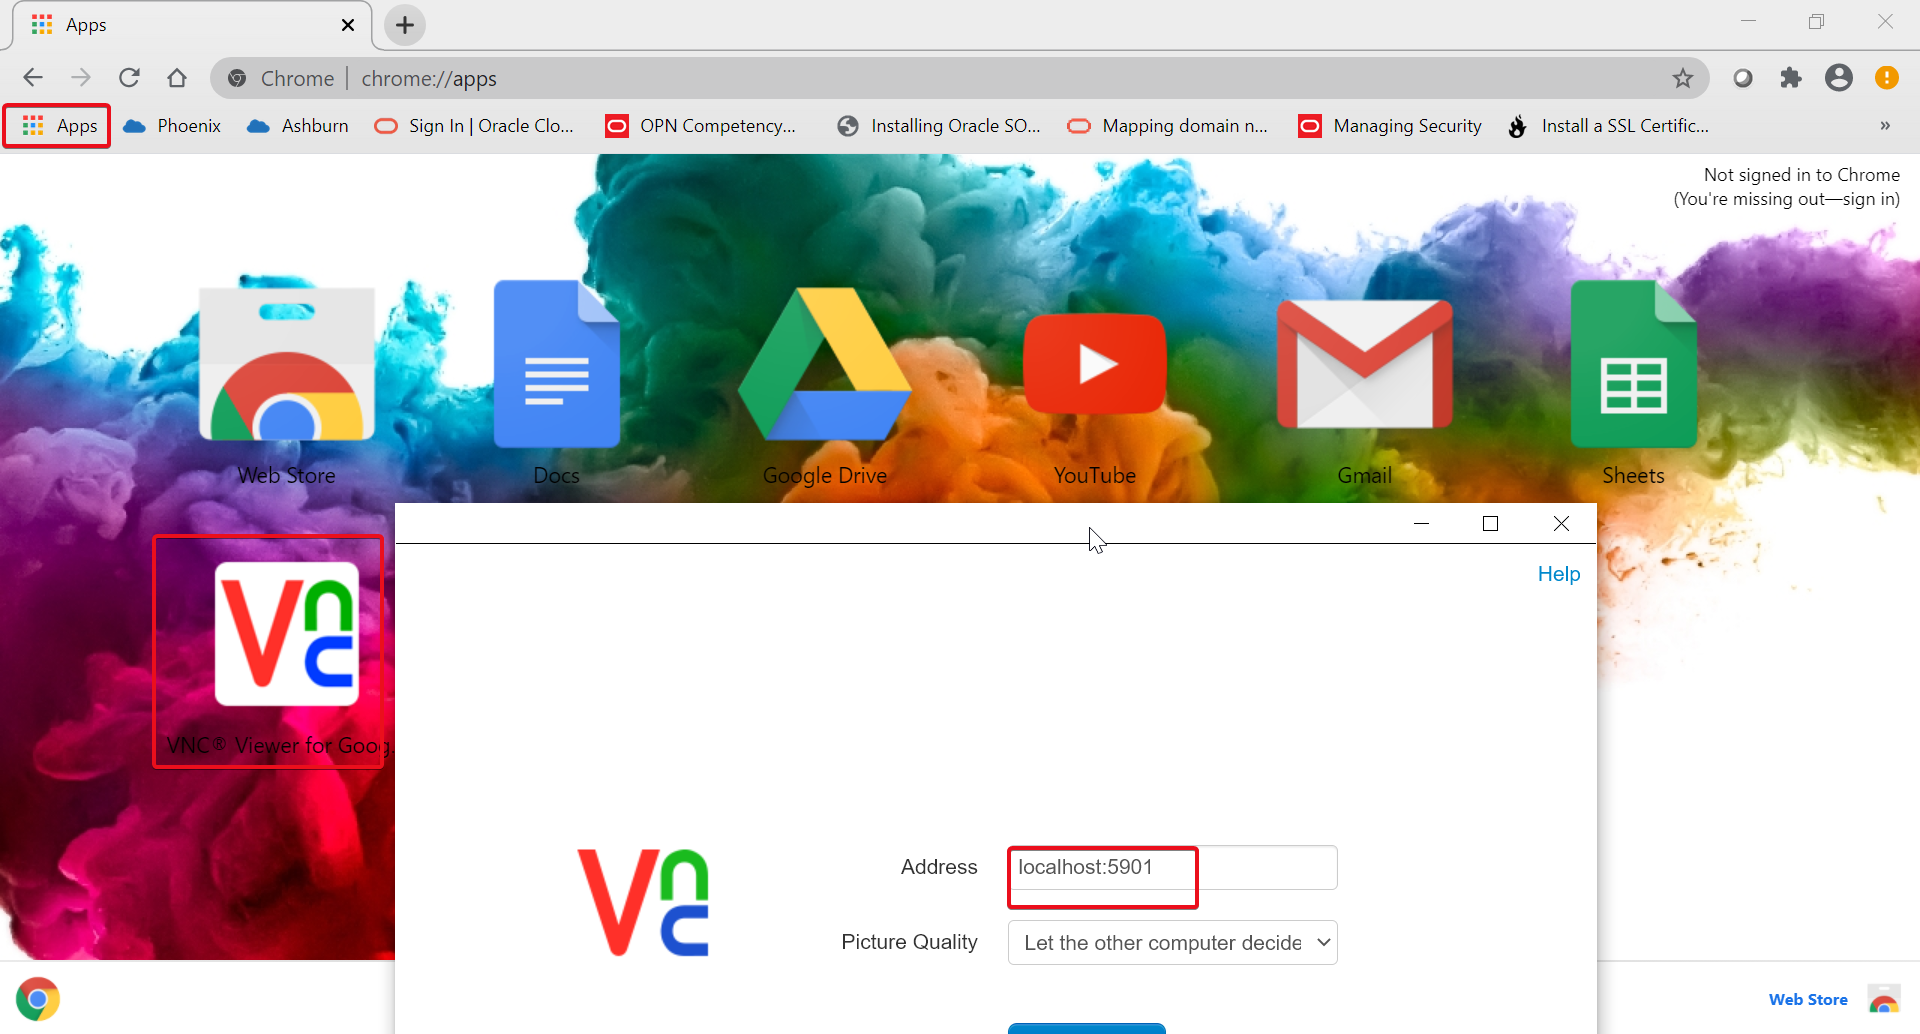 Apps
Chrome | chrome://apps
Apps Phoenix Ashburn Sign In | Oracle Clo... OPN Competency... Installing Oracle SO... Mapping domain n... Managing Security Install a SSL Certific... »
Not signed in to Chrome
(You're missing out—sign in)
Web Store Docs Google Drive YouTube Gmail Sheets
Help
VNC® Viewer for Goog.
Address localhost:5901
Picture Quality Let the other computer decide
Web Store